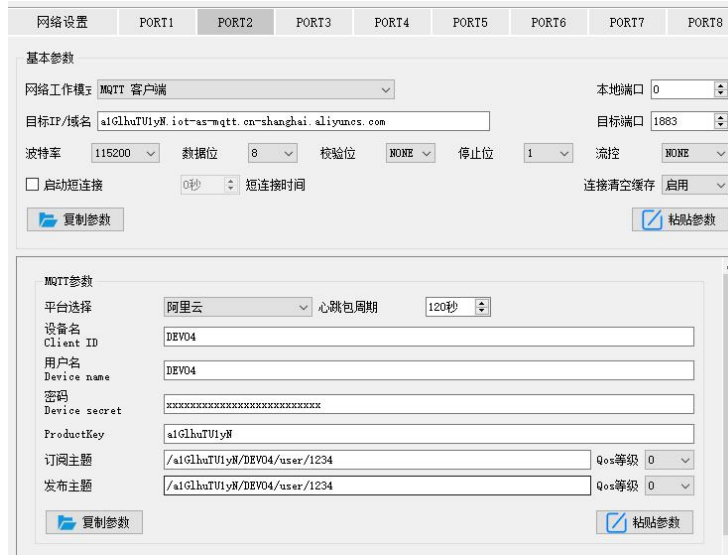 网络设置 PORT1 PORT2 PORT3 PORT4 PORT5 PORT6 PORT7 PORT8
基本参数
网络工作模式 MQTT 客户端 本地端口 0
目标IP/域名 a1GlhuTU1yN.iot-as-mqtt.cn-shanghai.aliyuncs.com 目标端口 1883
波特率 115200 数据位 8 校验位 NONE 停止位 1 流控 NONE
启动短连接 0秒 短连接时间 连接清空缓存 启用
复制参数 粘贴参数
MQTT参数
平台选择 阿里云 心跳包周期 120秒
设备名
Client ID DEV04
用户名
Device name DEV04
密码
Device secret xxxxxxxxxxxxxxxxxxxxxxxxxx
ProductKey a1GlhuTU1yN
订阅主题 /a1GlhuTU1yN/DEV04/user/1234 Qos等级 0
发布主题 /a1GlhuTU1yN/DEV04/user/1234 Qos等级 0
复制参数 粘贴参数